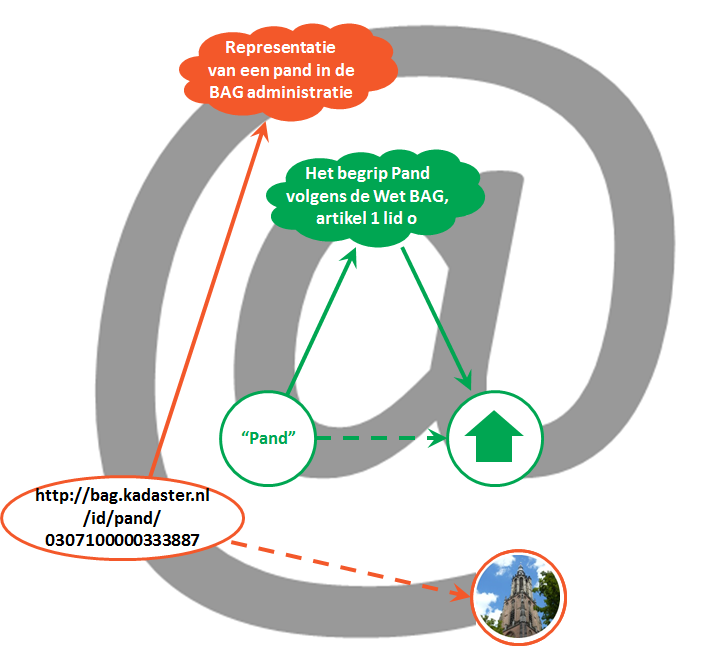 Representatie
van een pand in de
BAG administratie
Het begrip Pand
volgens de Wet BAG,
artikel 1 lid o
“Pand”
http://bag.kadaster.nl
/id/pand/
0307100000333887